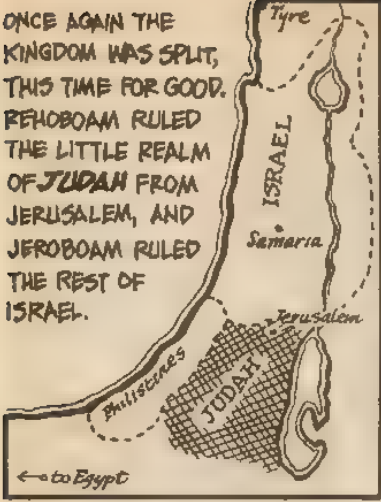 ONCE AGAIN THE
KINGDOM WAS SPLIT,
THIS TIME FOR GOOD.
REHOBOAM RULED
THE LITTLE REALM
OF JUDAH FROM
JERUSALEM, AND
JEROBOAM RULED
THE REST OF
ISRAEL.
Tyre
ISRAEL
Samaria
Jerusalem
Philistines
JUDAH
← to Egypt